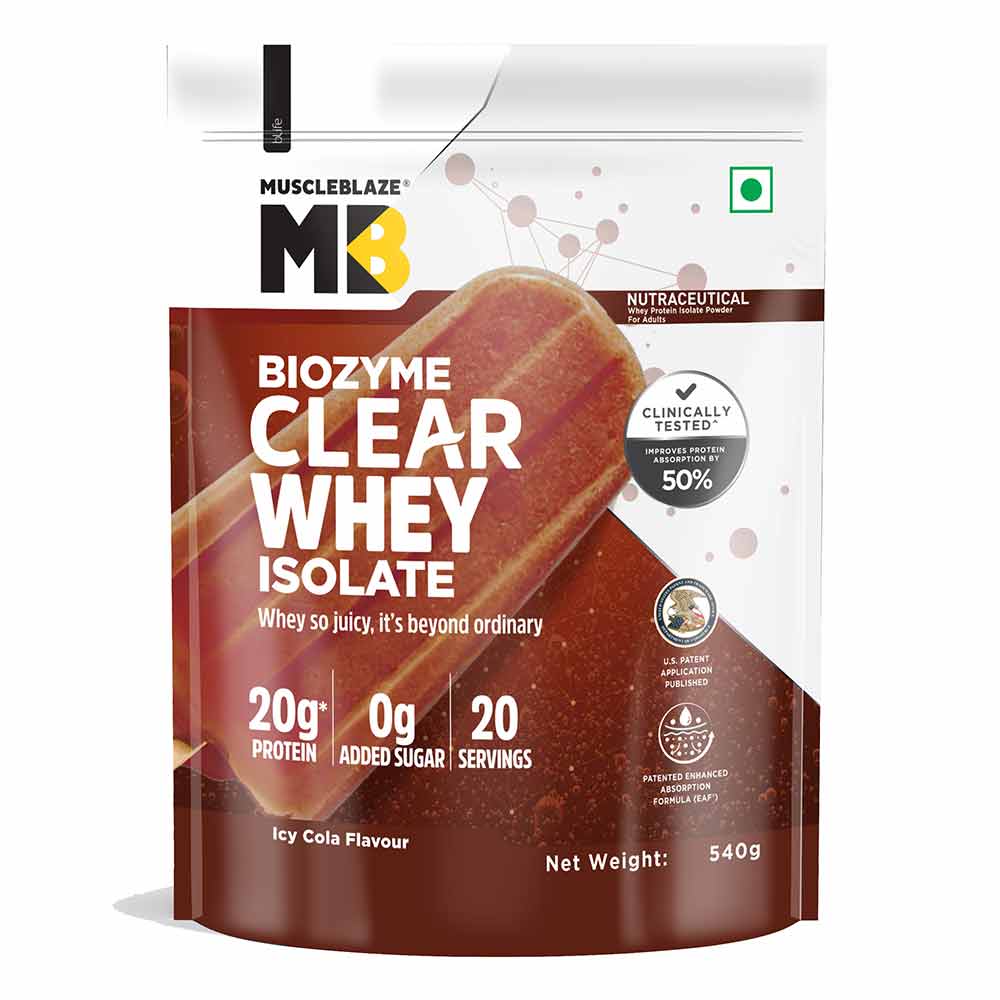 bLife
MUSCLEBLAZE®
MB
NUTRACEUTICAL
Whey Protein Isolate Powder
For Adults
BIOZYME
CLEAR
WHEY
ISOLATE
Whey so juicy, it's beyond ordinary
CLINICALLY
TESTED^
IMPROVES PROTEIN
ABSORPTION BY
50%
U.S. PATENT
APPLICATION
PUBLISHED
20g*
PROTEIN
0g
ADDED SUGAR
20
SERVINGS
PATENTED ENHANCED
ABSORPTION
FORMULA (EAF®)
Icy Cola Flavour
Net Weight: 540g